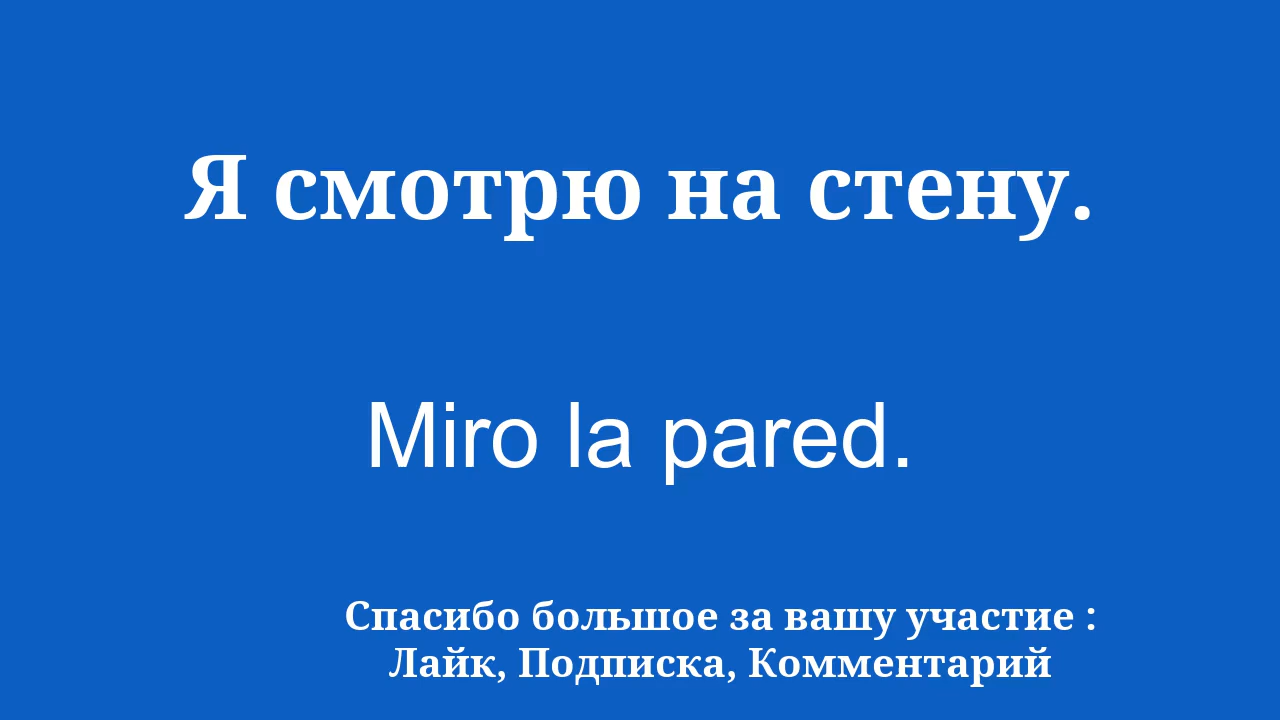 Я смотрю на стену.
Miro la pared.
Спасибо большое за вашу участие :
Лайк, Подписка, Комментарий